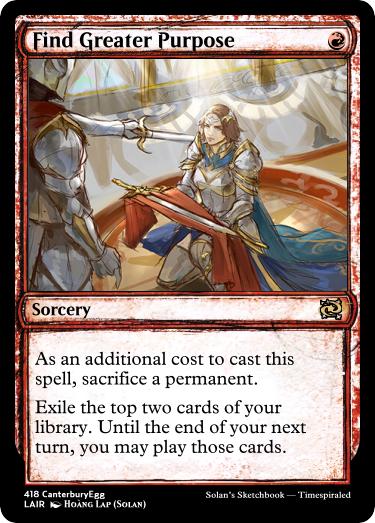 Find Greater Purpose
Sorcery
As an additional cost to cast this
spell, sacrifice a permanent.
Exile the top two cards of your
library. Until the end of your next
turn, you may play those cards.
418 CanterburyEgg
LAIR HOÀNG LAP (SOLAN)
Solan's Sketchbook — Timespiraled